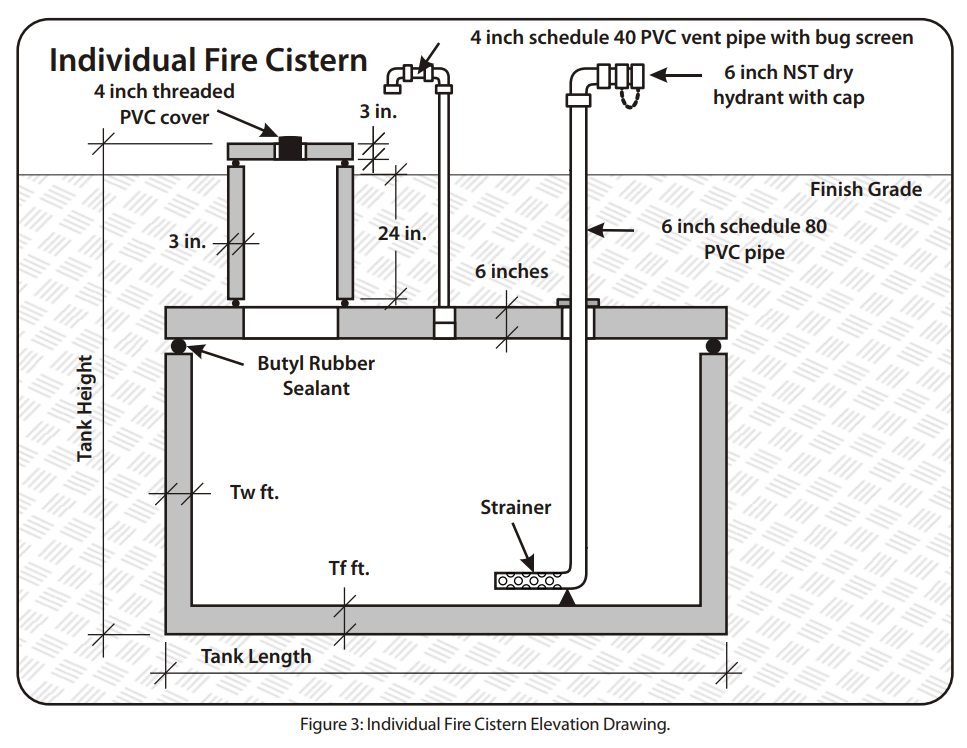 Individual Fire Cistern
4 inch schedule 40 PVC vent pipe with bug screen
4 inch threaded
PVC cover
3 in.
6 inch NST dry
hydrant with cap
Finish Grade
3 in.
24 in.
6 inch schedule 80
PVC pipe
6 inches
Butyl Rubber
Sealant
Tank Height
Tw ft.
Strainer
Tf ft.
Tank Length
Figure 3: Individual Fire Cistern Elevation Drawing.